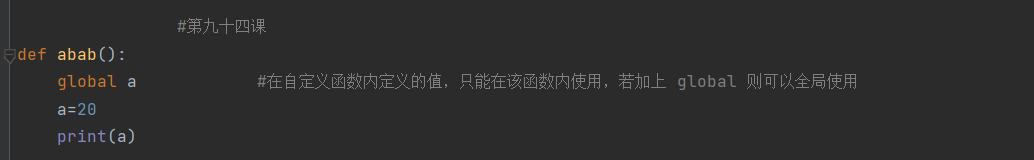 #第九十四课
def abab():
    global a            #在自定义函数内定义的值，只能在该函数内使用，若加上 global 则可以全局使用
    a=20
    print(a)